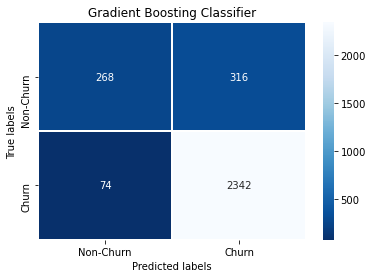 Gradient Boosting Classifier
True labels
Non-Churn
268
316
Churn
74
2342
Non-Churn
Churn
Predicted labels
2000
1500
1000
500